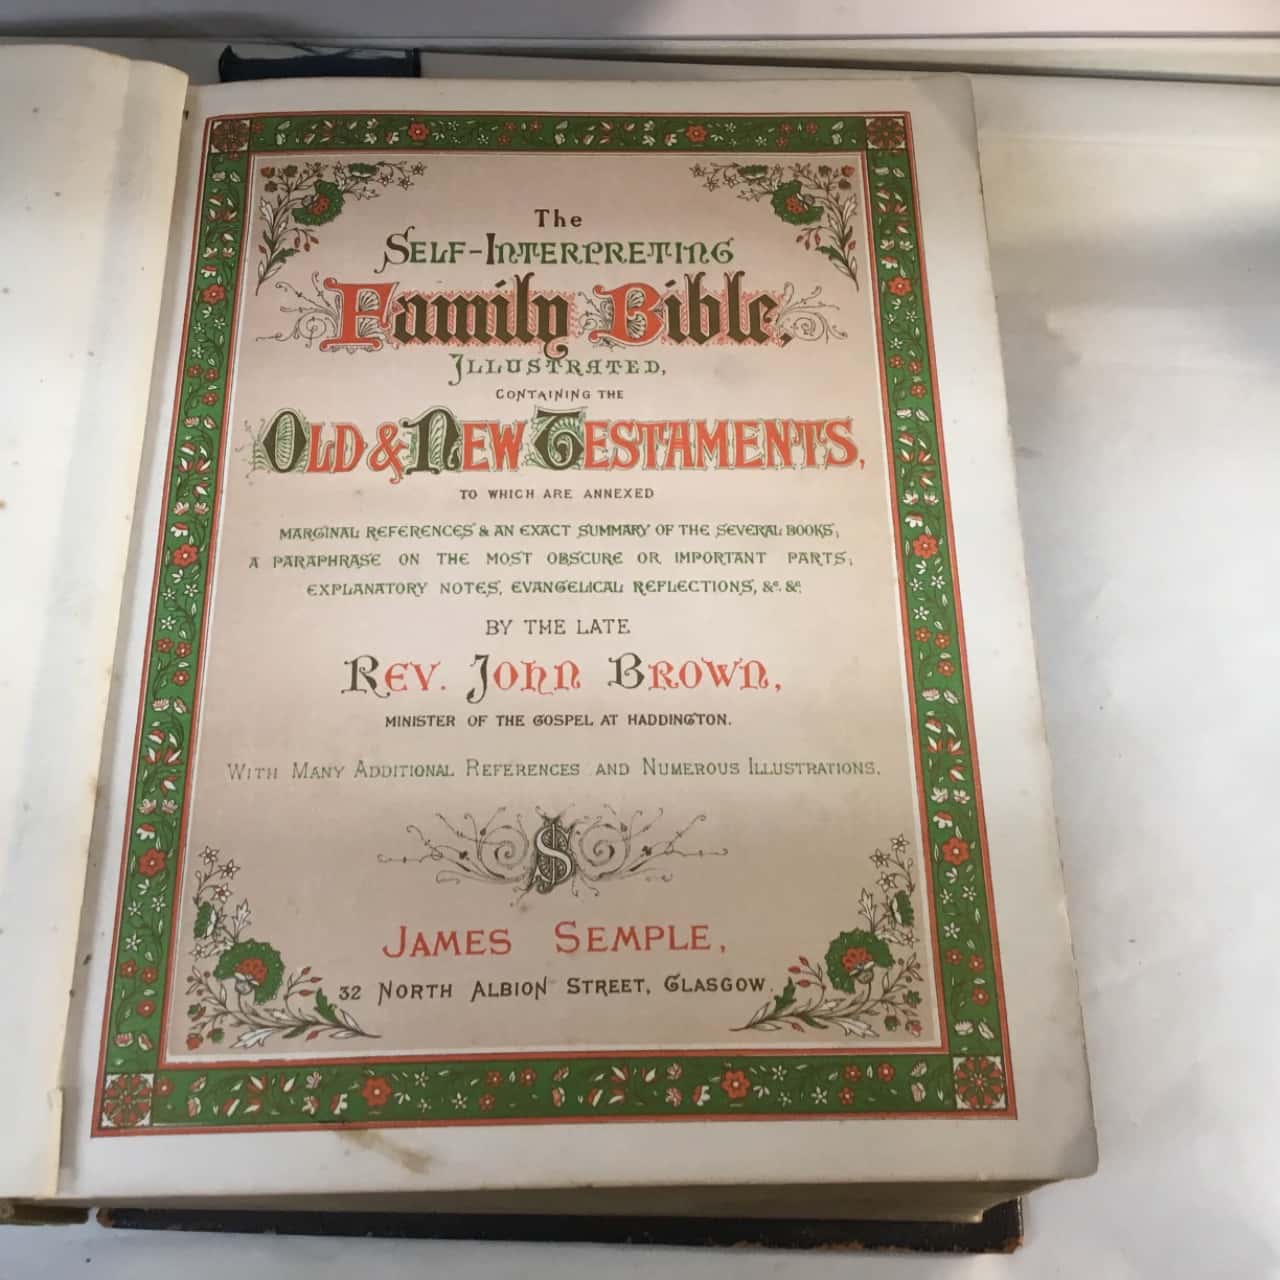 The
Self-Interpreting
Family Bible,
Illustrated,
CONTAINING THE
Old & New Testaments,
TO WHICH ARE ANNEXED
MARGINAL REFERENCES & AN EXACT SUMMARY OF THE SEVERAL BOOKS;
A PARAPHRASE ON THE MOST OBSCURE OR IMPORTANT PARTS;
EXPLANATORY NOTES, EVANGELICAL REFLECTIONS, &c. &c.
BY THE LATE
Rev. John Brown,
MINISTER OF THE GOSPEL AT HADDINGTON.
With Many Additional References and Numerous Illustrations.
S
James Semple,
32 North Albion Street, Glasgow.